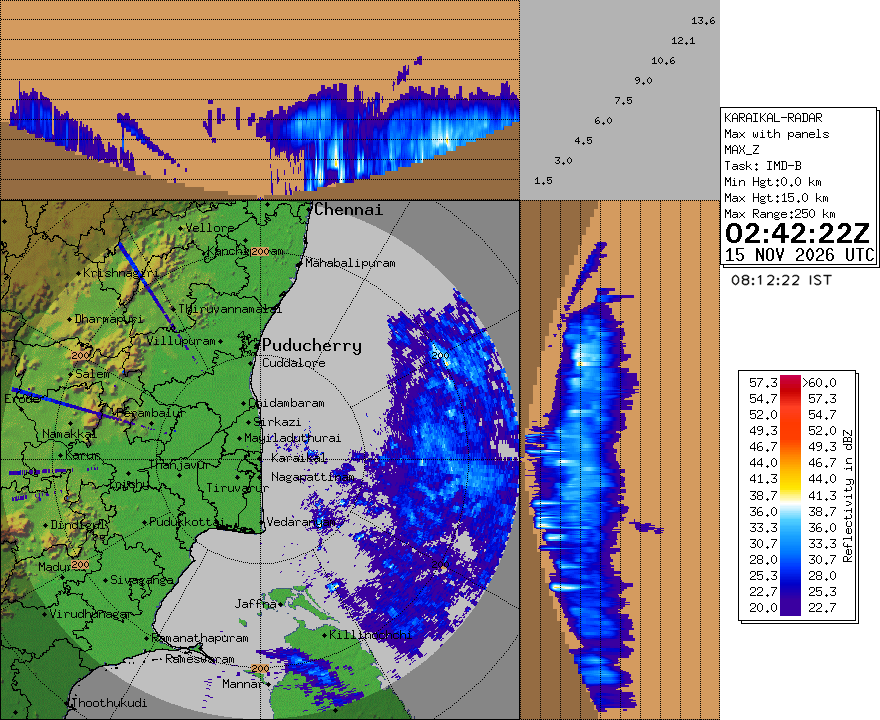 13.6
12.1
10.6
9.0
7.5
6.0
4.5
3.0
1.5
KARAIKAL-RADAR
Max with panels
MAX_Z
Task: IMD-B
Min Hgt:0.0 km
Max Hgt:15.0 km
Max Range:250 km
02:42:22Z
15 NOV 2026 UTC
08:12:22 IST
Chennai
Vellore
200
Mahabalipuram
Krishnagiri
Thiruvannamalai
Dharmapuri
Villupuram
Puducherry
200
200
Cuddalore
Salem
Erode
Chidambaram
Perambalur
Sirkazi
Namakkal
Mayiladuthurai
Karur
Thanjavur
Karaikal
Tiruvarur
Nagapattinam
Dindigul
Pudukkottai
Vedaranyam
Madurai
200
Sivaganga
Jaffna
Virudhunagar
Ramanathapuram
Killinochchi
Rameswaram
200
Mannar
Thoothukudi
57.3 >60.0
54.7 57.3
52.0 54.7
49.3 52.0
46.7 49.3
44.0 46.7
41.3 44.0
38.7 41.3
36.0 38.7
33.3 36.0
30.7 33.3
28.0 30.7
25.3 28.0
22.7 25.3
20.0 22.7
Reflectivity in dBZ